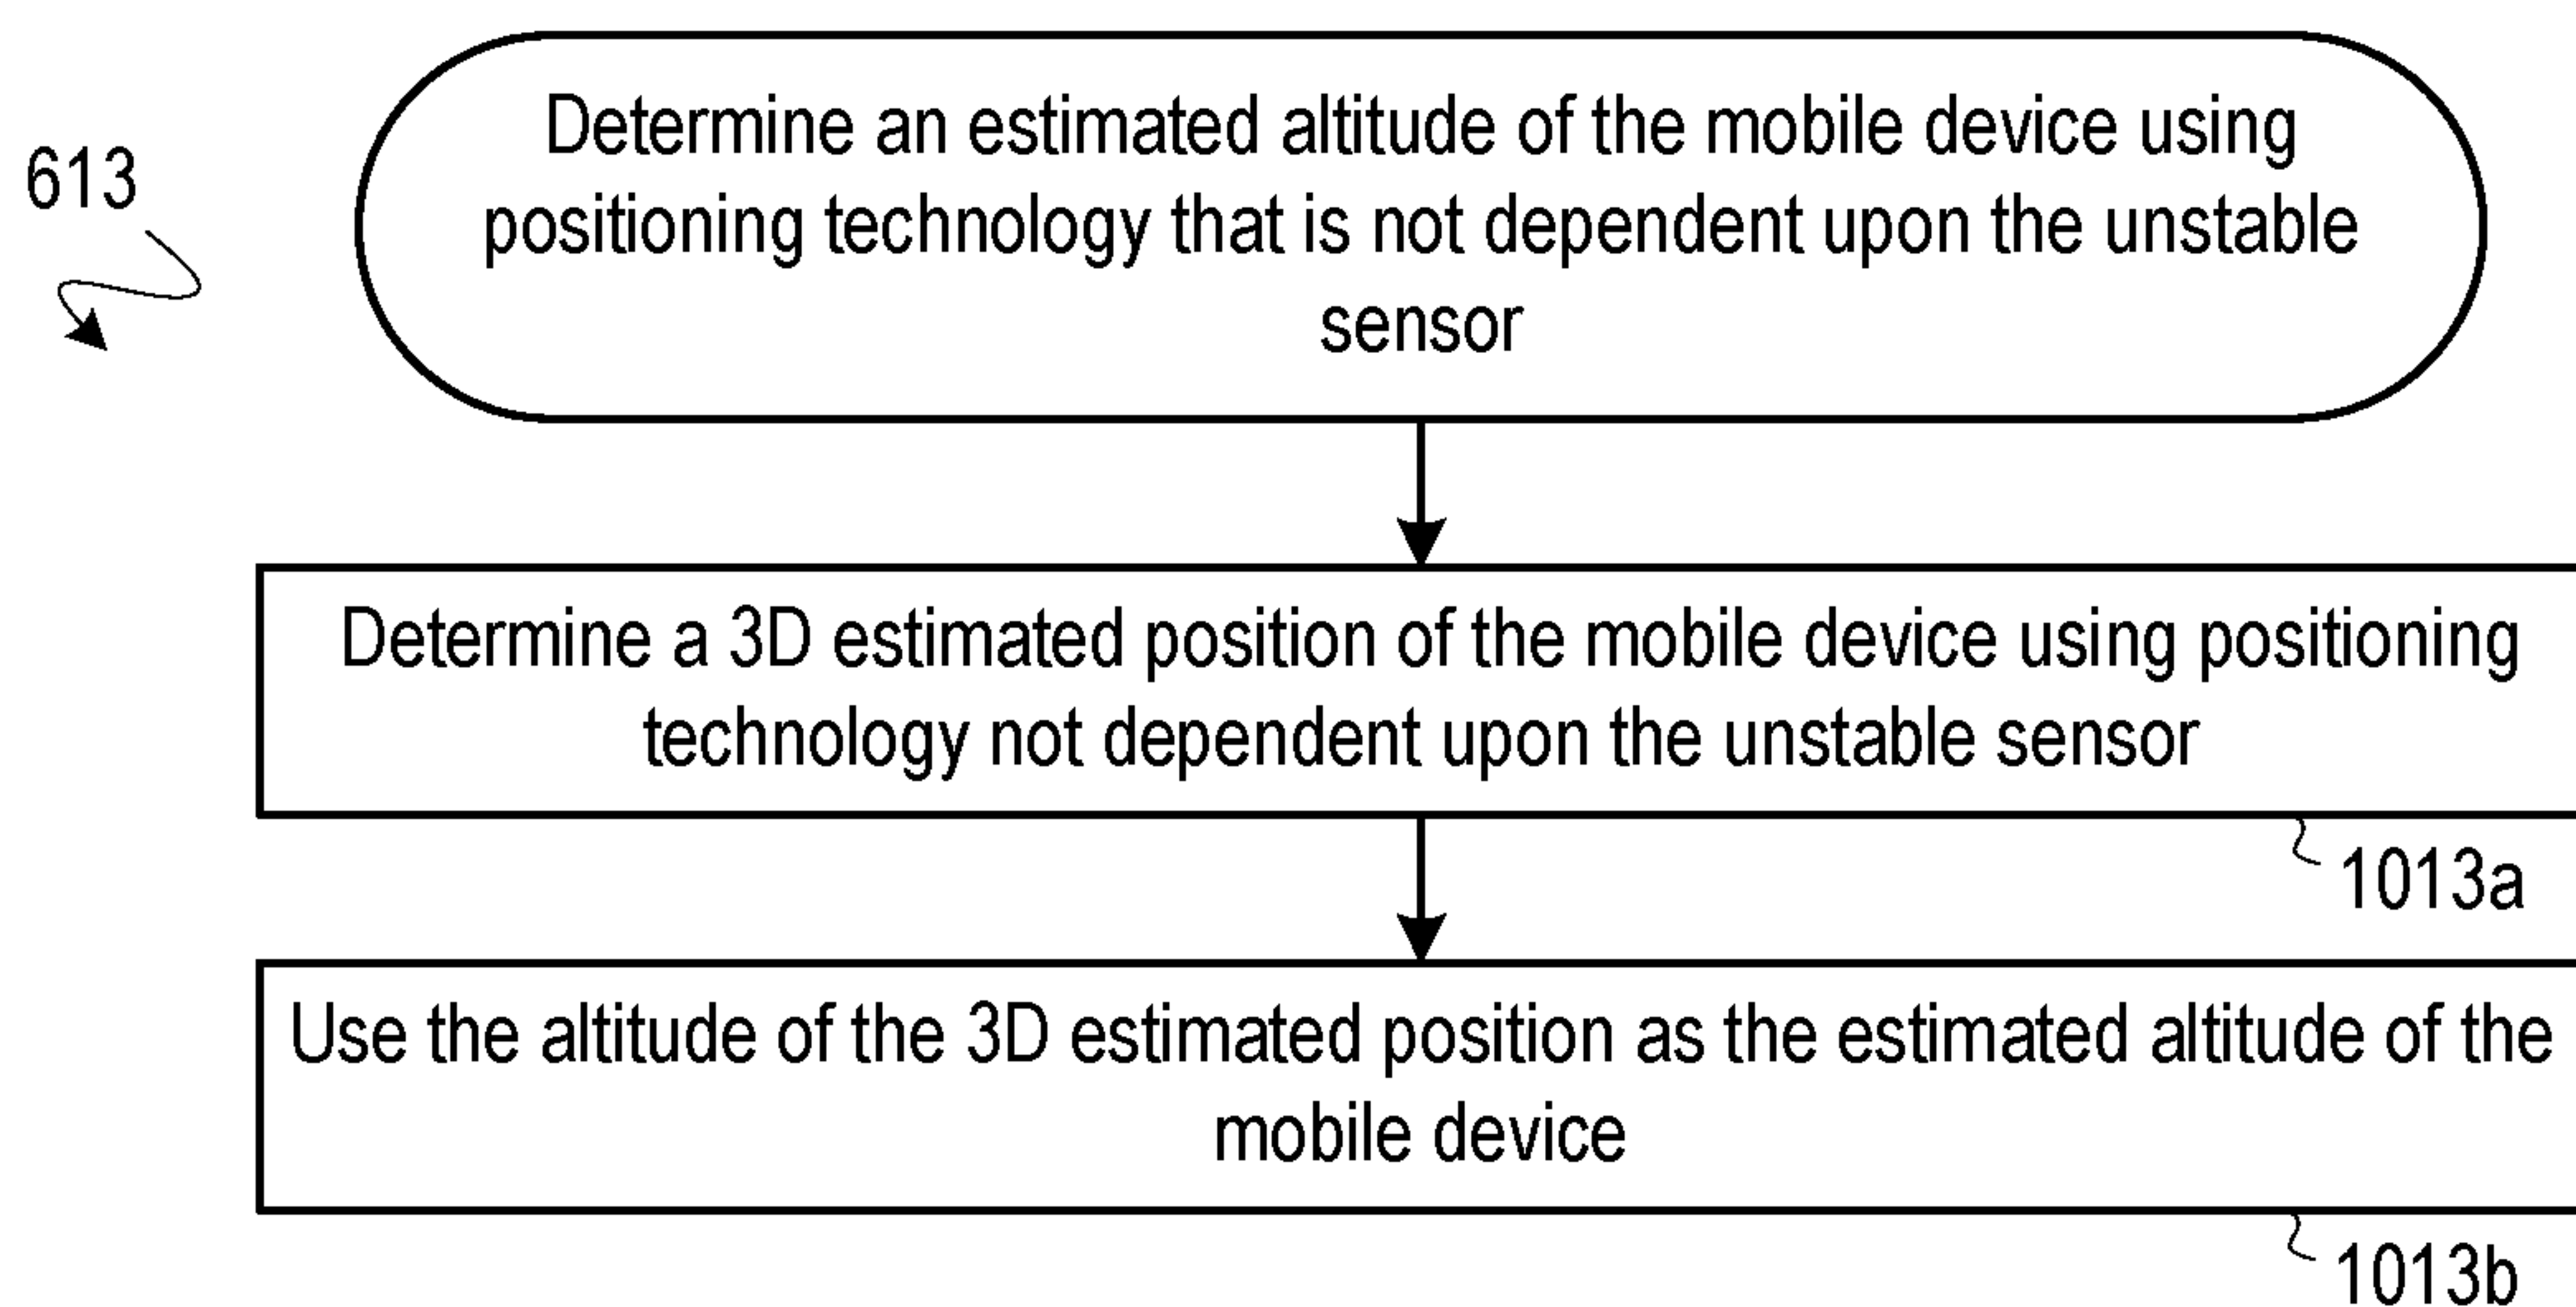 613
Determine an estimated altitude of the mobile device using
positioning technology that is not dependent upon the unstable
sensor
Determine a 3D estimated position of the mobile device using positioning
technology not dependent upon the unstable sensor
1013a
Use the altitude of the 3D estimated position as the estimated altitude of the
mobile device
1013b